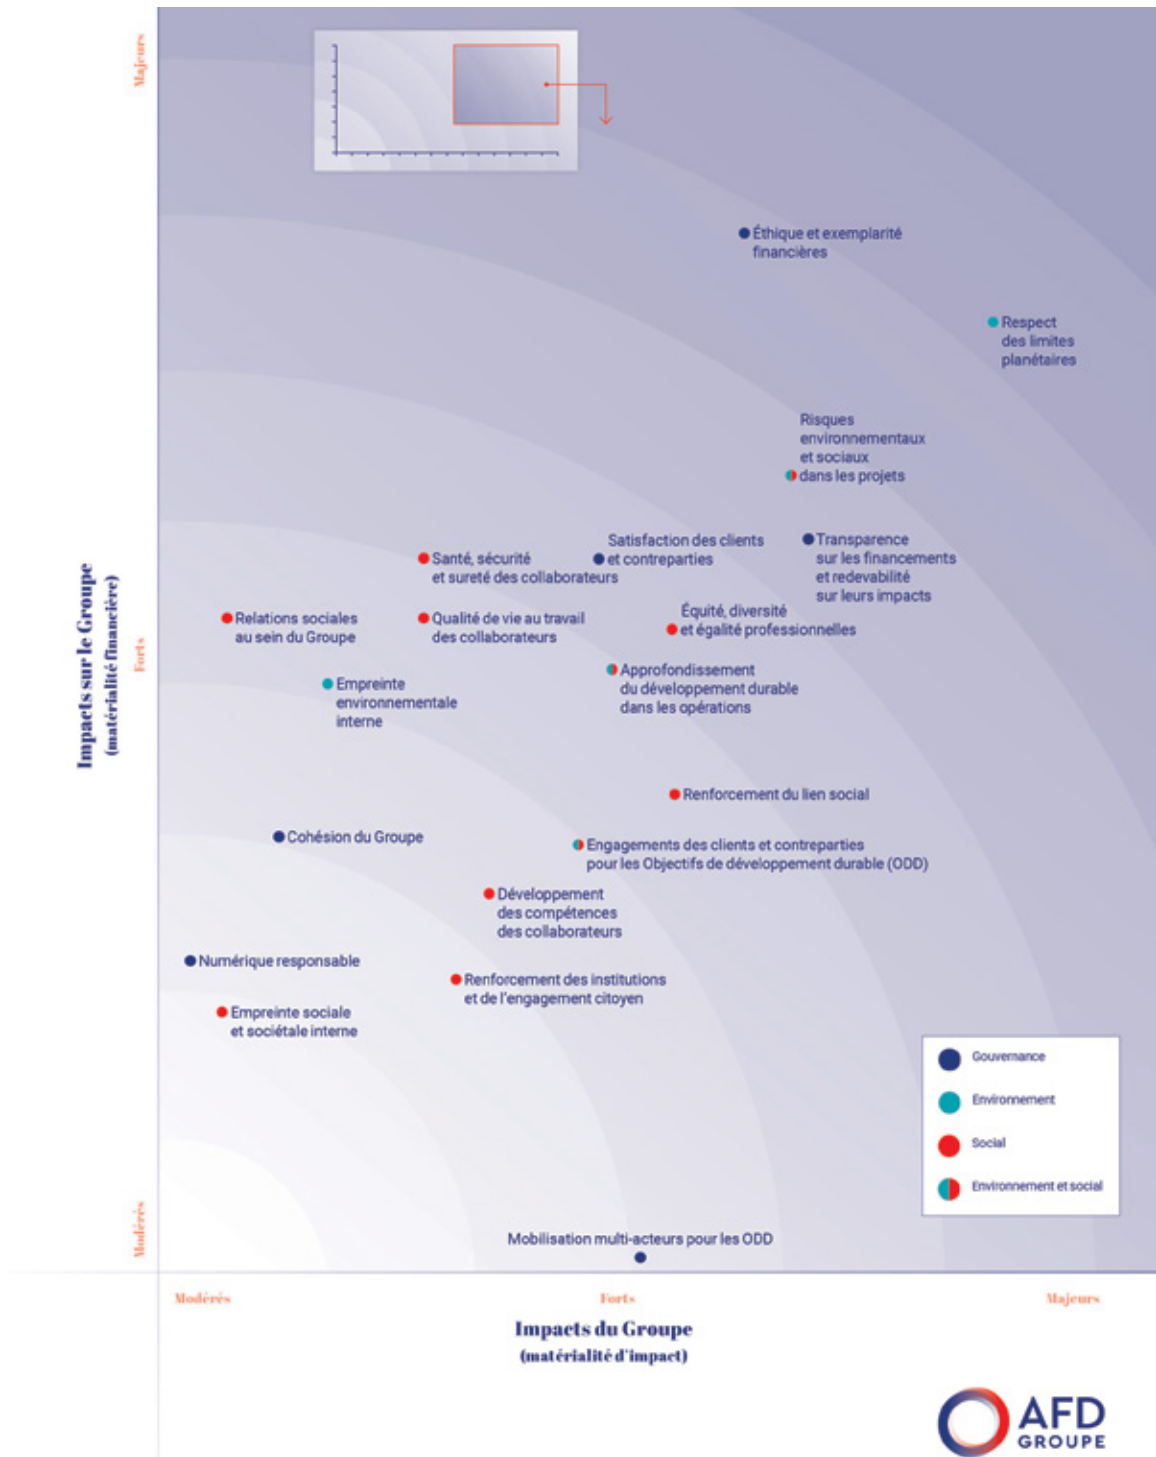 Majeurs
Éthique et exemplarité
financières
Respect
des limites
planétaires
Risques
environnementaux
et sociaux
dans les projets
Satisfaction des clients
et contreparties
Transparence
sur les financements
et redevabilité
sur leurs impacts
Santé, sécurité
et sureté des collaborateurs
Impacts sur le Groupe
(matérialité financière)
Forts
Relations sociales
au sein du Groupe
Qualité de vie au travail
des collaborateurs
Équité, diversité
et égalité professionnelles
Approfondissement
du développement durable
dans les opérations
Empreinte
environnementale
interne
Renforcement du lien social
Cohésion du Groupe
Engagements des clients et contreparties
pour les Objectifs de développement durable (ODD)
Développement
des compétences
des collaborateurs
Numérique responsable
Renforcement des institutions
et de l'engagement citoyen
Empreinte sociale
et sociétale interne
Gouvernance
Environnement
Social
Environnement et social
Modérés
Mobilisation multi-acteurs pour les ODD
Modérés
Forts
Majeurs
Impacts du Groupe
(matérialité d'impact)
AFD
GROUPE